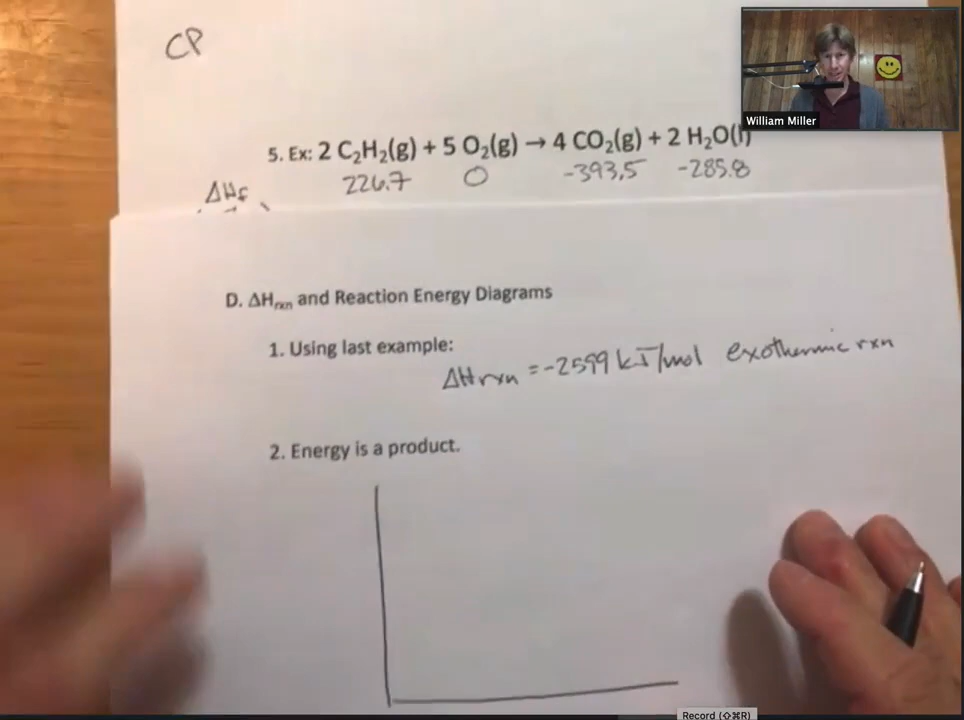 CP
William Miller
5. Ex: 2 C₂H₂(g) + 5 O₂(g) → 4 CO₂(g) + 2 H₂O(l)
ΔHf 226.7 0 -393.5 -285.8
D. ΔHrxn and Reaction Energy Diagrams
1. Using last example:
ΔHrxn = -2599 kJ/mol exothermic rxn
2. Energy is a product.
Record (⇧⌘R)